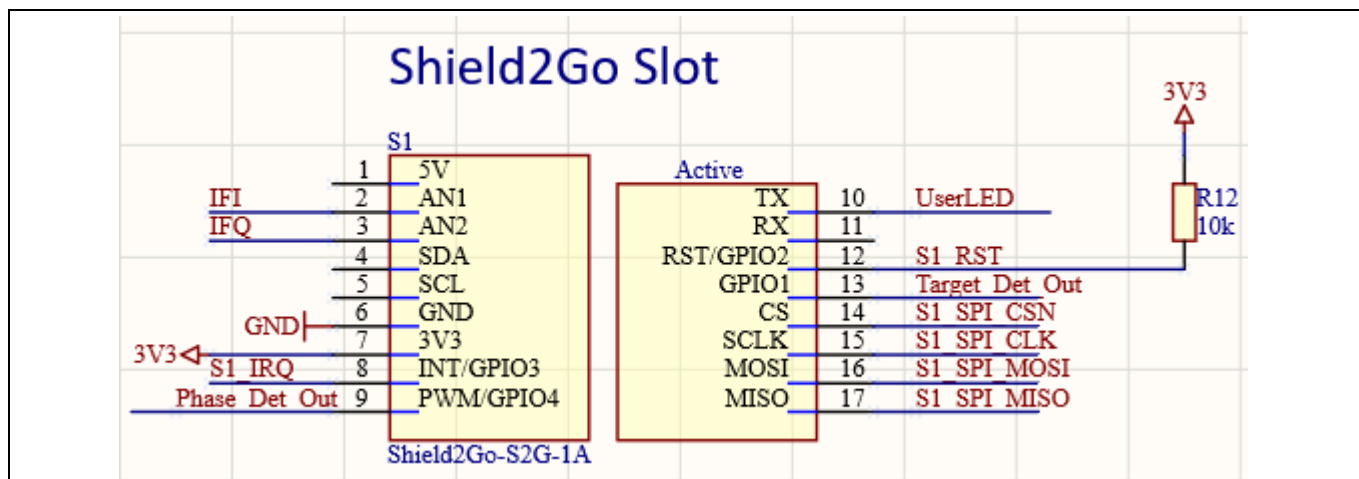 Shield2Go Slot
3V3
S1
1 5V
Active
IFI 2 AN1
TX 10 UserLED
R12
IFQ 3 AN2
RX 11
10k
4 SDA
RST/GPIO2 12 S1_RST
5 SCL
GPIO1 13 Target_Det_Out
GND 6 GND
CS 14 S1_SPI_CSN
3V3 7 3V3
SCLK 15 S1_SPI_CLK
S1_IRQ 8 INT/GPIO3
MOSI 16 S1_SPI_MOSI
Phase_Det_Out 9 PWM/GPIO4
MISO 17 S1_SPI_MISO
Shield2Go-S2G-1A